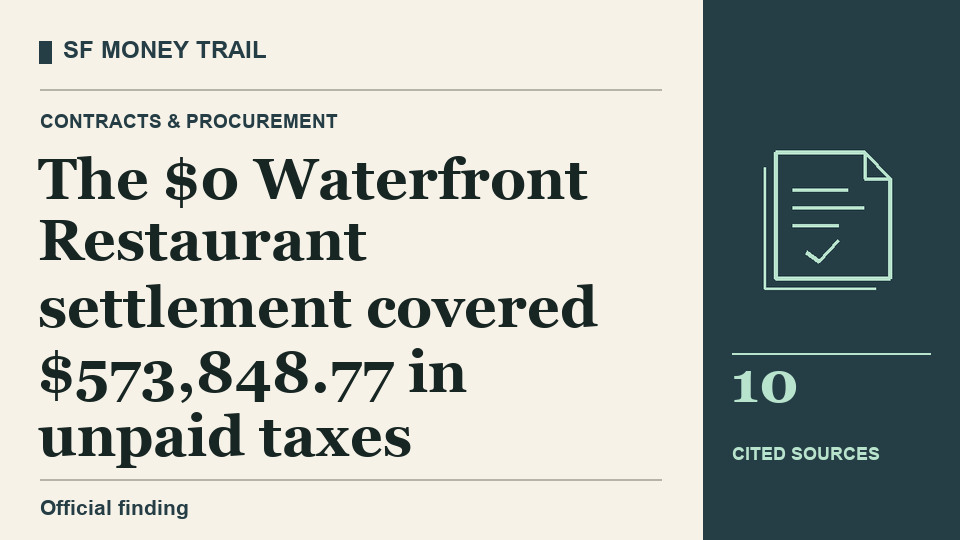 SF MONEY TRAIL
CONTRACTS & PROCUREMENT
The $0 Waterfront
Restaurant
settlement covered
$573,848.77 in
unpaid taxes
Official finding
10
CITED SOURCES